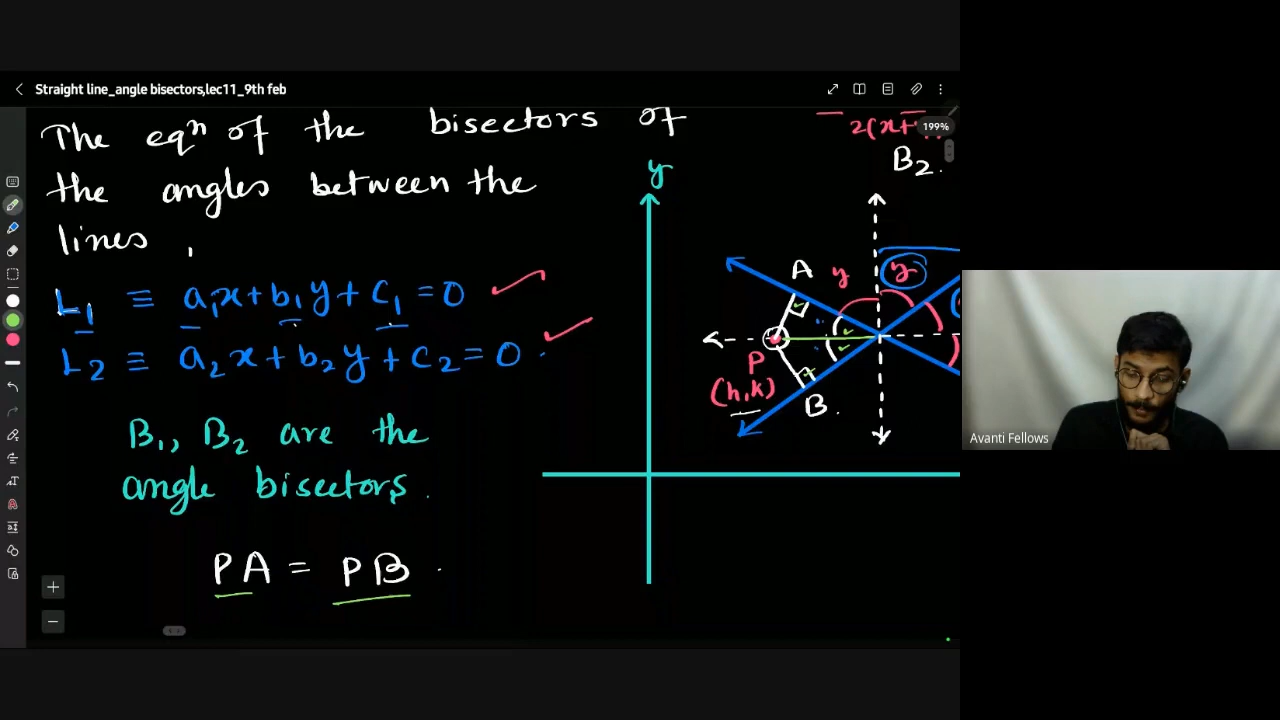 Straight line_angle bisectors,lec11_9th feb
The eqⁿ of the bisectors of
the angles between the
lines ,
L₁ ≡ a₁x + b₁y + c₁ = 0
L₂ ≡ a₂x + b₂y + c₂ = 0 .
B₁, B₂ are the
angle bisectors .
PA = PB .
2(x+
199%
B₂.
y
A
y
y
P
(h,k)
B.
Avanti Fellows